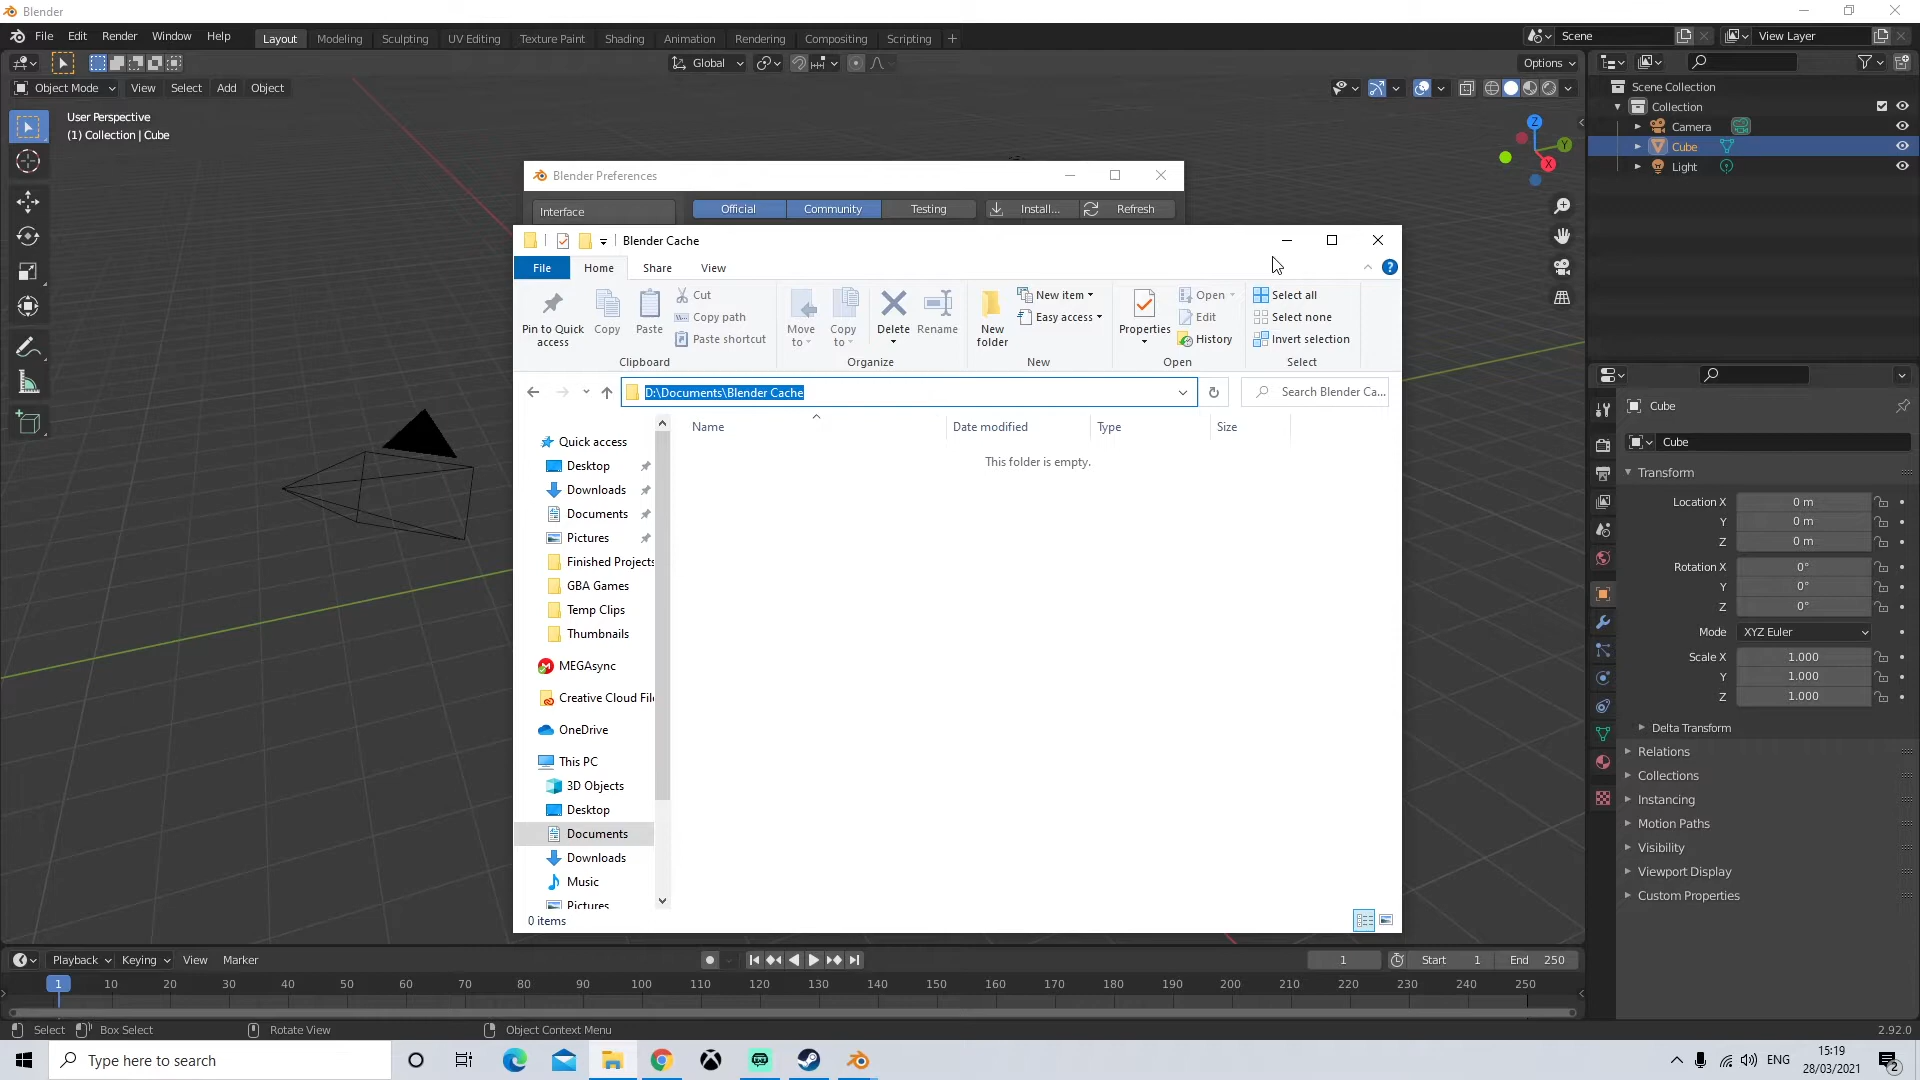 Blender
File Edit Render Window Help
Layout Modeling Sculpting UV Editing Texture Paint Shading Animation Rendering Compositing Scripting +
Scene
View Layer
Global
Options
Object Mode View Select Add Object
User Perspective
(1) Collection | Cube
Z
Y
X
Scene Collection
Collection
Camera
Cube
Light
Blender Preferences
Interface
Official Community Testing Install... Refresh
Blender Cache
File Home Share View
Pin to Quick access
Copy
Paste
Cut
Copy path
Paste shortcut
Clipboard
Move to
Copy to
Delete
Rename
Organize
New folder
New item
Easy access
New
Properties
Open
Edit
History
Open
Select all
Select none
Invert selection
Select
D:\Documents\Blender Cache
Search Blender Ca...
Name Date modified Type Size
This folder is empty.
Quick access
Desktop
Downloads
Documents
Pictures
Finished Projects
GBA Games
Temp Clips
Thumbnails
MEGAsync
Creative Cloud File
OneDrive
This PC
3D Objects
Desktop
Documents
Downloads
Music
Pictures
0 items
Cube
Cube
Transform
Location X 0 m
Y 0 m
Z 0 m
Rotation X 0°
Y 0°
Z 0°
Mode XYZ Euler
Scale X 1.000
Y 1.000
Z 1.000
Delta Transform
Relations
Collections
Instancing
Motion Paths
Visibility
Viewport Display
Custom Properties
Playback Keying View Marker
1
Start 1
End 250
1 10 20 30 40 50 60 70 80 90 100 110 120 130 140 150 160 170 180 190 200 210 220 230 240 250
Select Box Select Rotate View Object Context Menu
2.92.0
Type here to search
ENG
15:19
28/03/2021
2